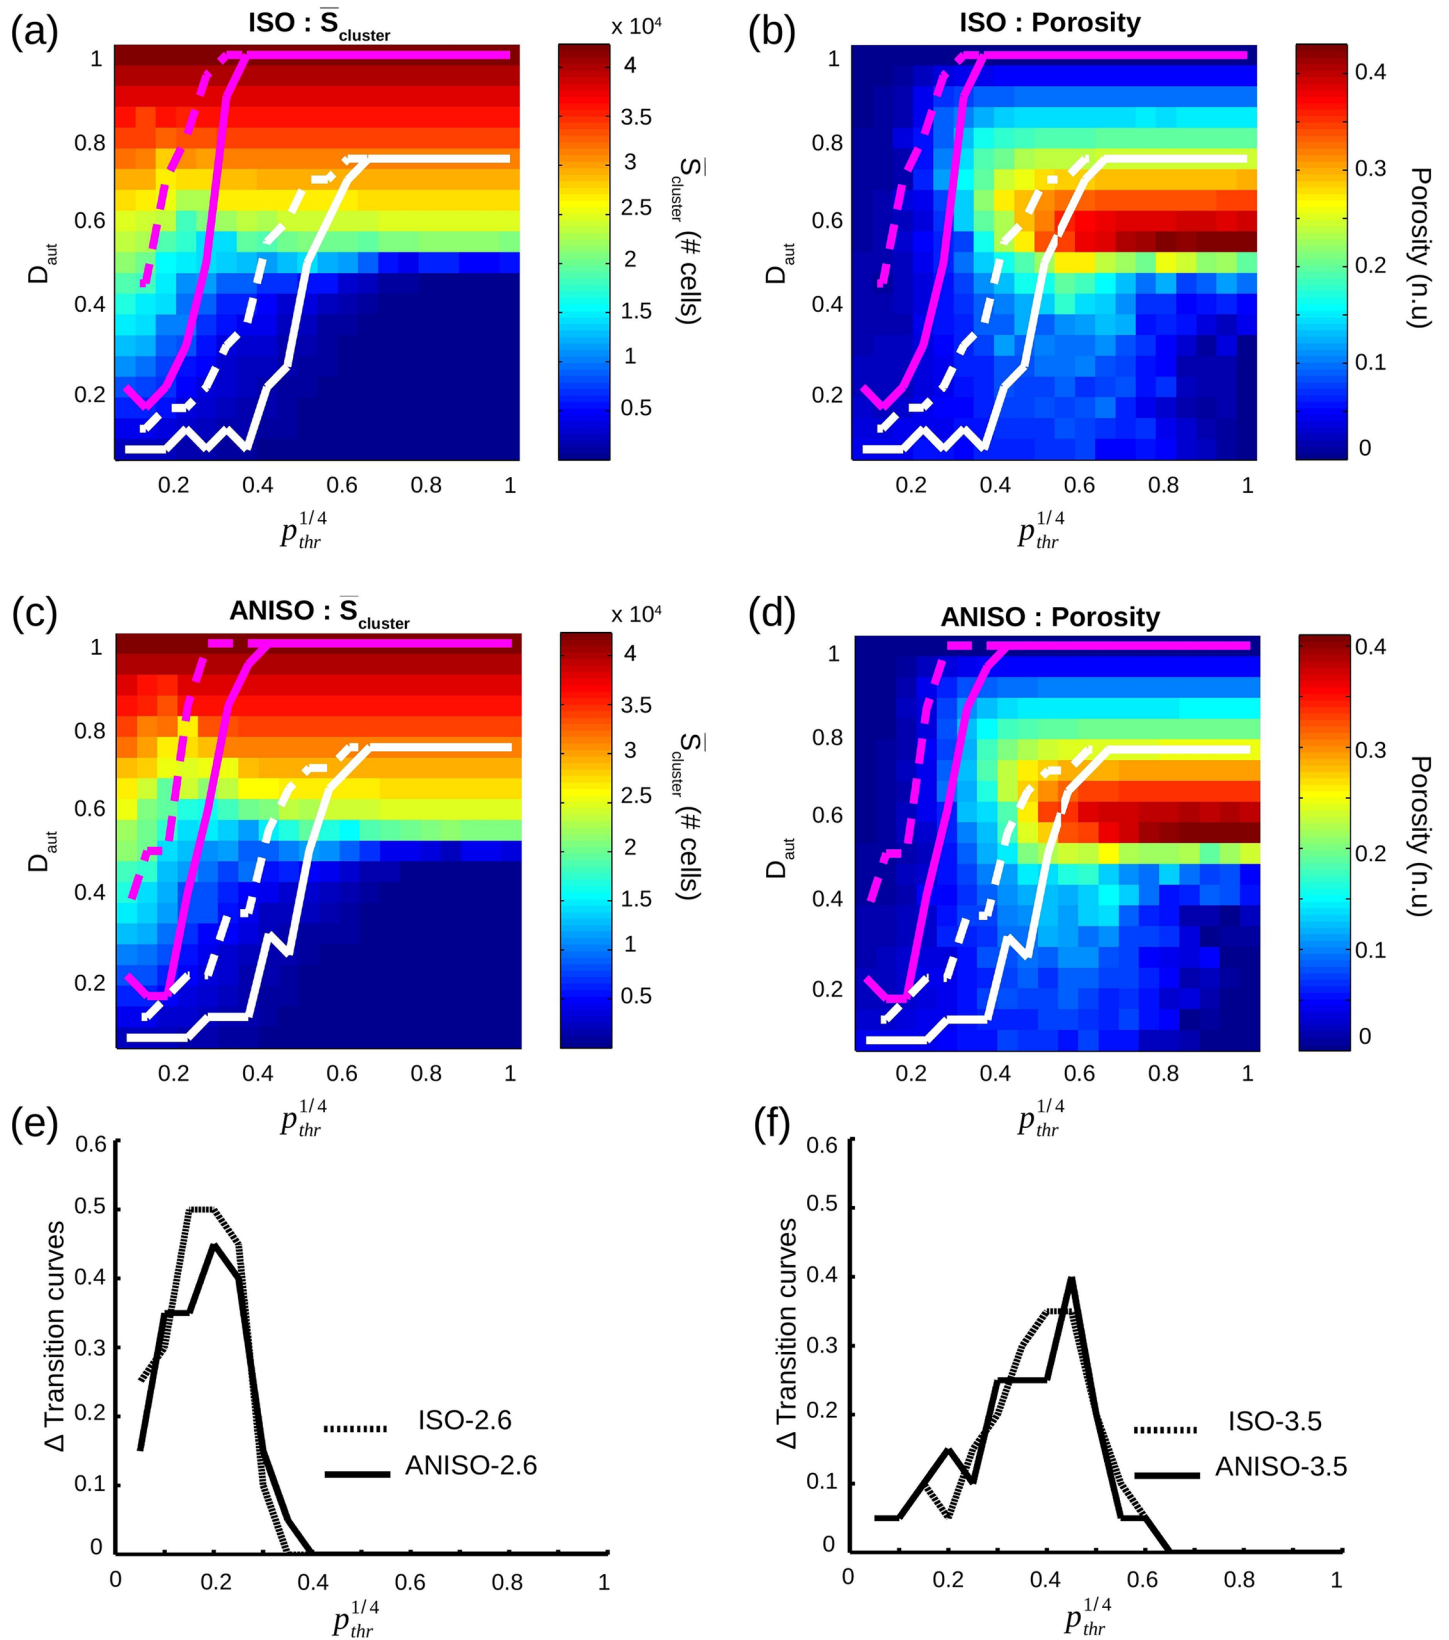 (a)
ISO : S̅cluster
x 10⁴
1
0.8
0.6
0.4
0.2
Daut
0.2 0.4 0.6 0.8 1
pthr^1/4
4
3.5
3
2.5
2
1.5
1
0.5
S̅cluster (# cells)
(b)
ISO : Porosity
1
0.8
0.6
0.4
0.2
Daut
0.2 0.4 0.6 0.8 1
pthr^1/4
0.4
0.3
0.2
0.1
0
Porosity (n.u)
(c)
ANISO : S̅cluster
x 10⁴
1
0.8
0.6
0.4
0.2
Daut
0.2 0.4 0.6 0.8 1
pthr^1/4
4
3.5
3
2.5
2
1.5
1
0.5
S̅cluster (# cells)
(d)
ANISO : Porosity
1
0.8
0.6
0.4
0.2
Daut
0.2 0.4 0.6 0.8 1
pthr^1/4
0.4
0.3
0.2
0.1
0
Porosity (n.u)
(e)
0.6
0.5
0.4
0.3
0.2
0.1
0
Δ Transition curves
ISO-2.6
ANISO-2.6
0 0.2 0.4 0.6 0.8 1
pthr^1/4
(f)
0.6
0.5
0.4
0.3
0.2
0.1
0
Δ Transition curves
ISO-3.5
ANISO-3.5
0 0.2 0.4 0.6 0.8 1
pthr^1/4